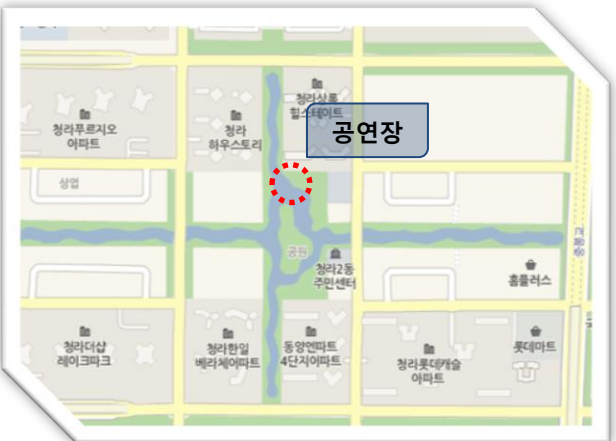 청라상록
힐스테이트
공연장
청라푸르지오
아파트
청라
하우스토리
상업
공원
청라2동
주민센터
홈플러스
청라더샵
레이크파크
청라한일
베라체아파트
동양엔파트
4단지아파트
청라롯데캐슬
아파트
롯데마트